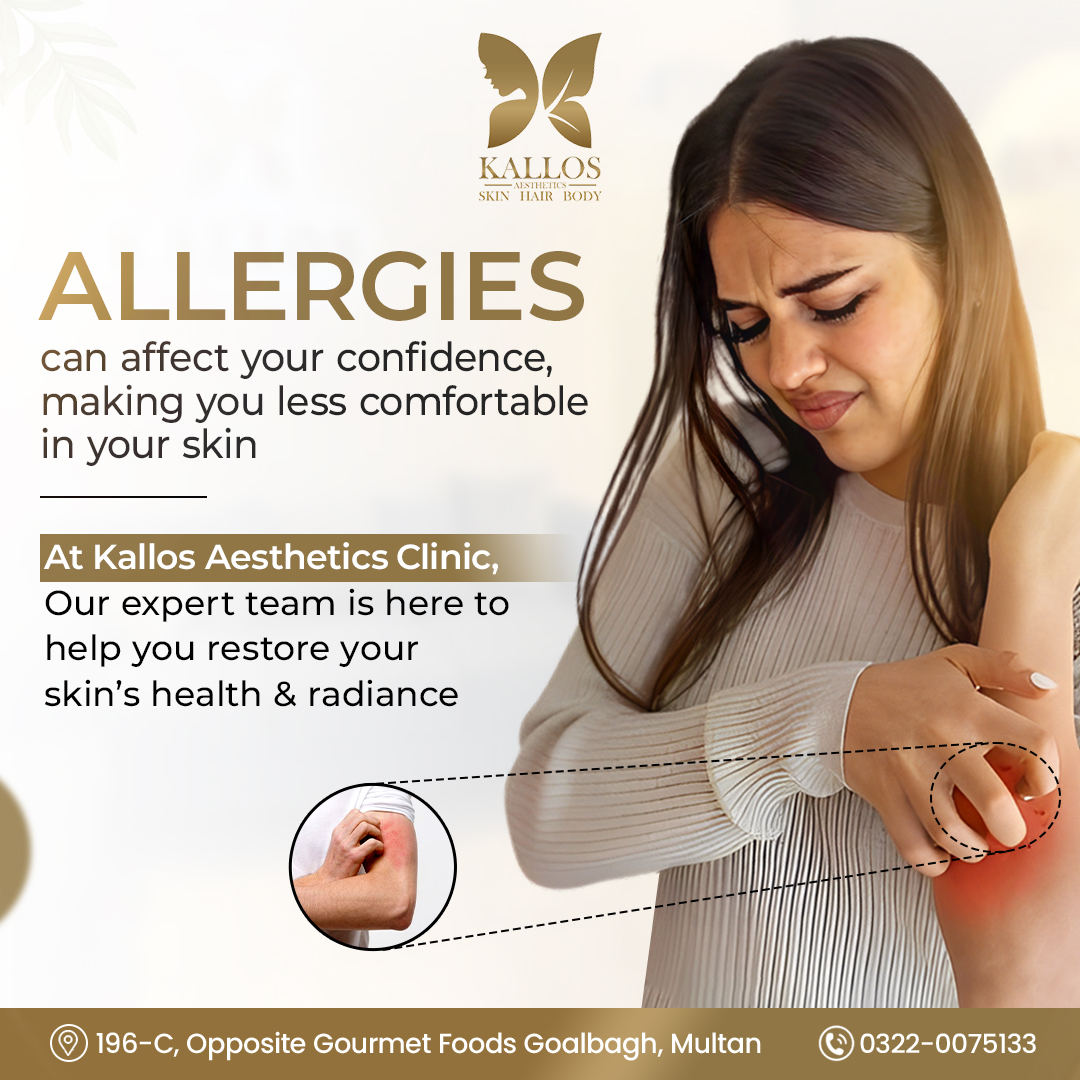 KALLOS
AESTHETICS
SKIN HAIR BODY
ALLERGIES
can affect your confidence,
making you less comfortable
in your skin
At Kallos Aesthetics Clinic,
Our expert team is here to
help you restore your
skin’s health & radiance
196-C, Opposite Gourmet Foods Goalbagh, Multan
0322-0075133